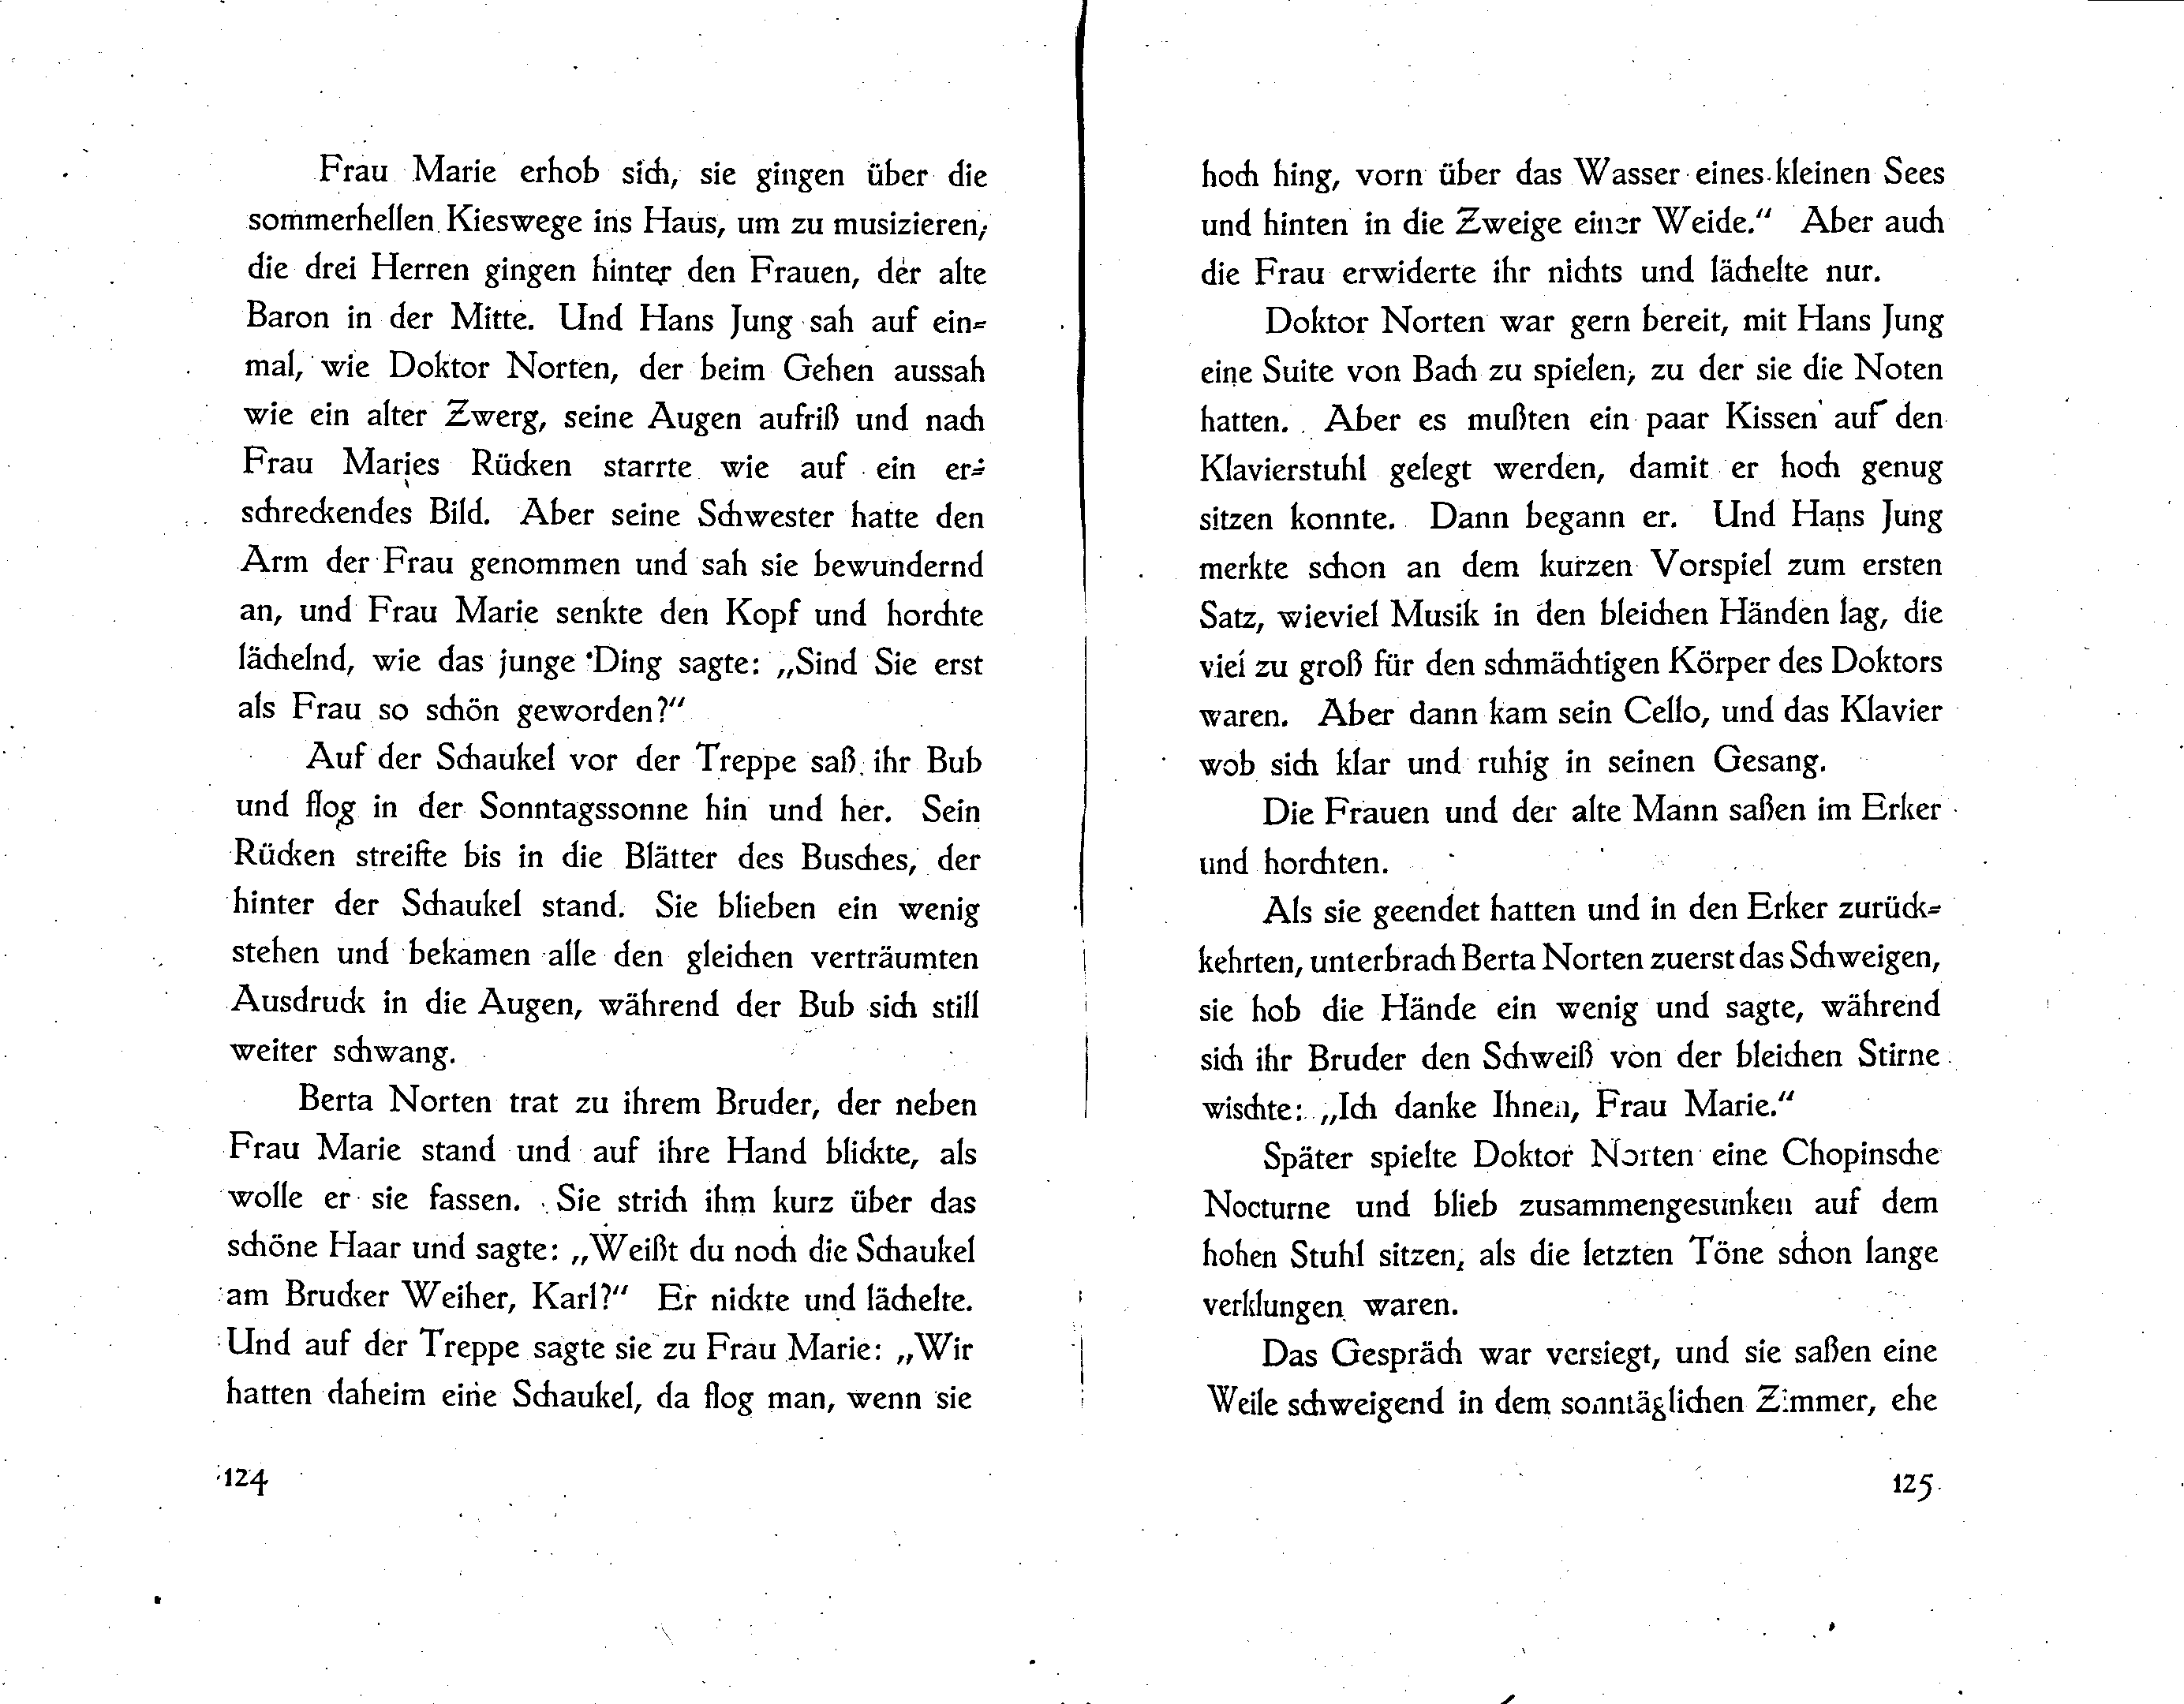 Frau Marie erhob sich, sie gingen über die
sommerhellen Kieswege ins Haus, um zu musizieren;
die drei Herren gingen hinter den Frauen, der alte
Baron in der Mitte. Und Hans Jung sah auf ein=
mal, wie Doktor Norten, der beim Gehen aussah
wie ein alter Zwerg, seine Augen aufriß und nach
Frau Maries Rücken starrte wie auf ein er=
schreckendes Bild. Aber seine Schwester hatte den
Arm der Frau genommen und sah sie bewundernd
an, und Frau Marie senkte den Kopf und horchte
lächelnd, wie das junge Ding sagte: „Sind Sie erst
als Frau so schön geworden?"
Auf der Schaukel vor der Treppe saß ihr Bub
und flog in der Sonntagssonne hin und her. Sein
Rücken streifte bis in die Blätter des Busches, der
hinter der Schaukel stand. Sie blieben ein wenig
stehen und bekamen alle den gleichen verträumten
Ausdruck in die Augen, während der Bub sich still
weiter schwang.
Berta Norten trat zu ihrem Bruder, der neben
Frau Marie stand und auf ihre Hand blickte, als
wolle er sie fassen. Sie strich ihm kurz über das
schöne Haar und sagte: „Weißt du noch die Schaukel
am Brucker Weiher, Karl?" Er nickte und lächelte.
Und auf der Treppe sagte sie zu Frau Marie: „Wir
hatten daheim eine Schaukel, da flog man, wenn sie
124
hoch hing, vorn über das Wasser eines kleinen Sees
und hinten in die Zweige einer Weide." Aber auch
die Frau erwiderte ihr nichts und lächelte nur.
Doktor Norten war gern bereit, mit Hans Jung
eine Suite von Bach zu spielen, zu der sie die Noten
hatten. Aber es mußten ein paar Kissen auf den
Klavierstuhl gelegt werden, damit er hoch genug
sitzen konnte. Dann begann er. Und Hans Jung
merkte schon an dem kurzen Vorspiel zum ersten
Satz, wieviel Musik in den bleichen Händen lag, die
viel zu groß für den schmächtigen Körper des Doktors
waren. Aber dann kam sein Cello, und das Klavier
wob sich klar und ruhig in seinen Gesang.
Die Frauen und der alte Mann saßen im Erker
und horchten.
Als sie geendet hatten und in den Erker zurück=
kehrten, unterbrach Berta Norten zuerst das Schweigen,
sie hob die Hände ein wenig und sagte, während
sich ihr Bruder den Schweiß von der bleichen Stirne
wischte: „Ich danke Ihnen, Frau Marie."
Später spielte Doktor Norten eine Chopinsche
Nocturne und blieb zusammengesunken auf dem
hohen Stuhl sitzen, als die letzten Töne schon lange
verklungen waren.
Das Gespräch war versiegt, und sie saßen eine
Weile schweigend in dem sonntäglichen Zimmer, ehe
125